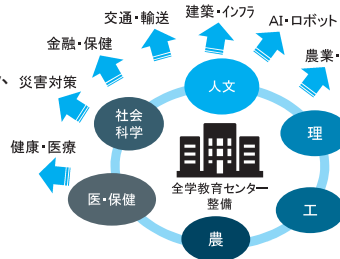 交通・輸送
建築・インフラ
AI・ロボット
金融・保健
農業・
、災害対策
健康・医療
人文
社会
科学
理
医・保健
工
農
全学教育センター
整備